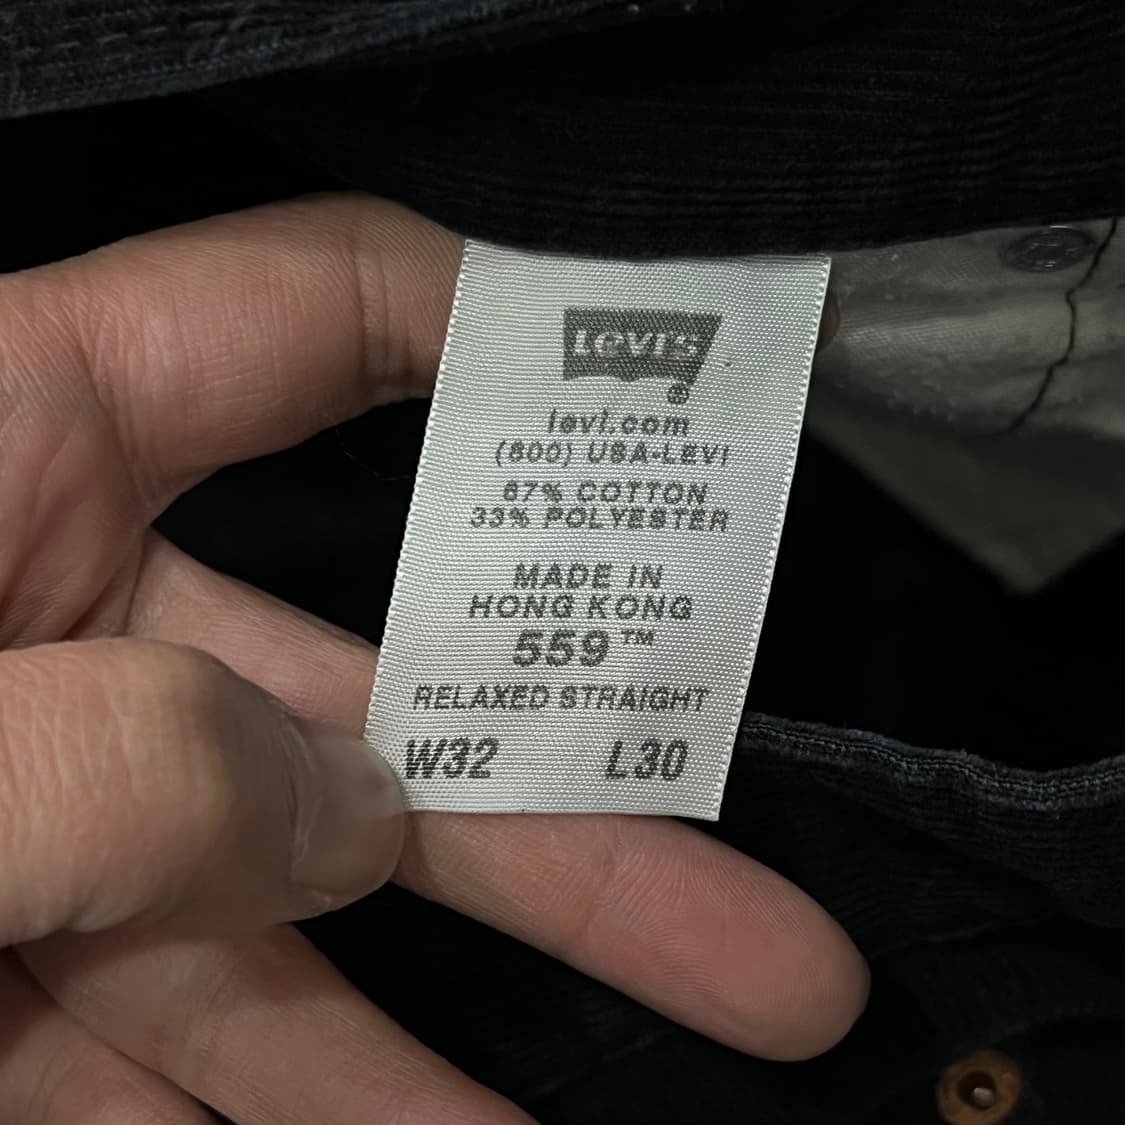 LEVI'S
®
levi.com
(800) USA-LEVI
67% COTTON
33% POLYESTER
MADE IN
HONG KONG
559™
RELAXED STRAIGHT
W32 L30